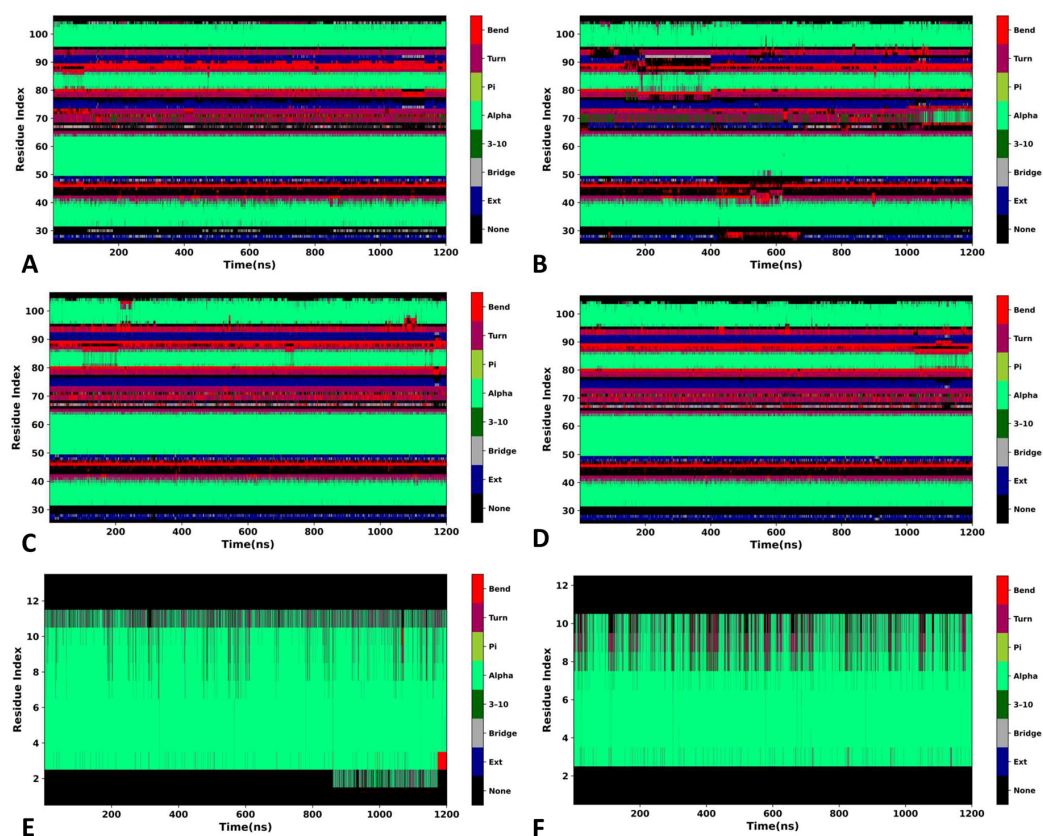 100
90
80
70
60
50
40
30
Residue Index
200 400 600 800 1000 1200
Time(ns)
Bend
Turn
Pi
Alpha
3-10
Bridge
Ext
None
A
100
90
80
70
60
50
40
30
Residue Index
200 400 600 800 1000 1200
Time(ns)
Bend
Turn
Pi
Alpha
3-10
Bridge
Ext
None
B
100
90
80
70
60
50
40
30
Residue Index
200 400 600 800 1000 1200
Time(ns)
Bend
Turn
Pi
Alpha
3-10
Bridge
Ext
None
C
100
90
80
70
60
50
40
30
Residue Index
200 400 600 800 1000 1200
Time(ns)
Bend
Turn
Pi
Alpha
3-10
Bridge
Ext
None
D
12
10
8
6
4
2
Residue Index
200 400 600 800 1000 1200
Time(ns)
Bend
Turn
Pi
Alpha
3-10
Bridge
Ext
None
E
12
10
8
6
4
2
Residue Index
200 400 600 800 1000 1200
Time(ns)
Bend
Turn
Pi
Alpha
3-10
Bridge
Ext
None
F